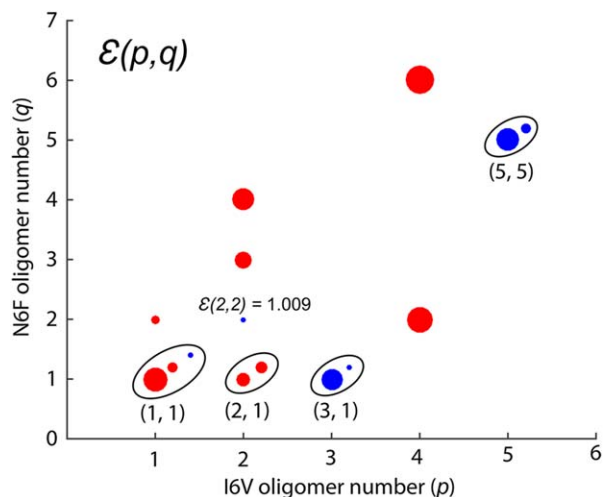 ℰ(p,q)
7
6
5
4
3
2
1
0
N6F oligomer number (q)
(5, 5)
ℰ(2,2) = 1.009
(1, 1)
(2, 1)
(3, 1)
1 2 3 4 5 6
I6V oligomer number (p)